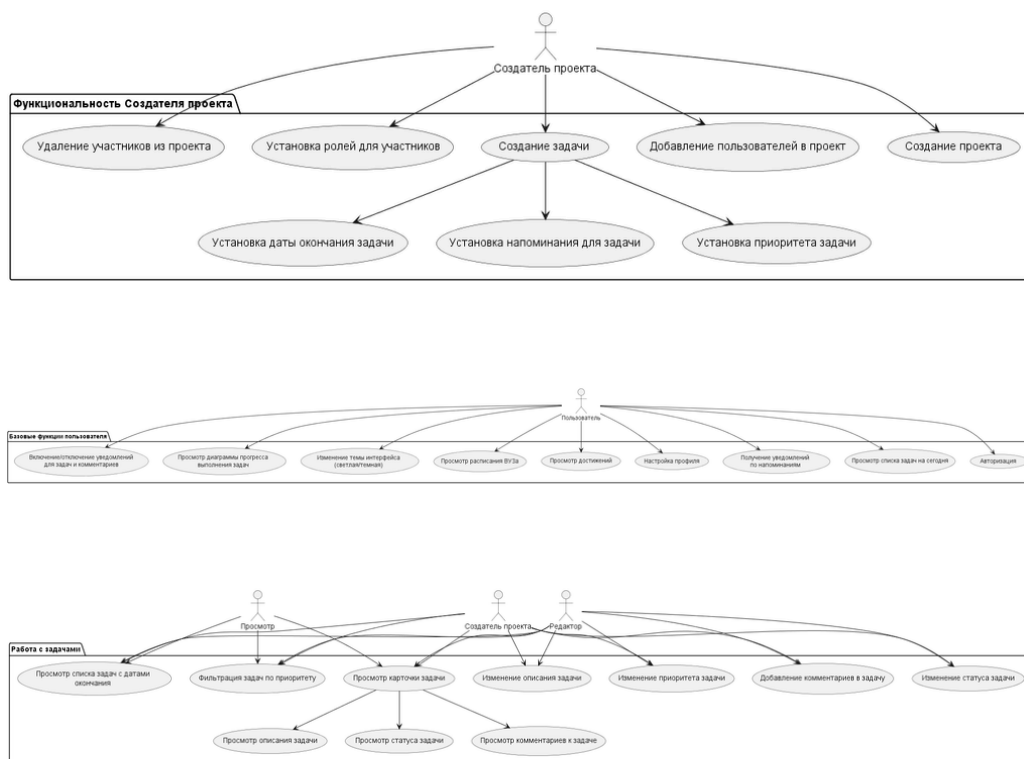 Создатель проекта
Функциональность Создателя проекта
Удаление участников из проекта
Установка ролей для участников
Создание задачи
Добавление пользователей в проект
Создание проекта
Установка даты окончания задачи
Установка напоминания для задачи
Установка приоритета задачи
Пользователь
Базовые функции пользователя
Включение/отключение уведомлений
для задач и комментариев
Просмотр диаграммы прогресса
выполнения задач
Изменение темы интерфейса
(светлая/темная)
Просмотр расписания ВУЗа
Просмотр достижений
Настройка профиля
Получение уведомлений
по напоминаниям
Просмотр списка задач на сегодня
Авторизация
Просмотр
Создатель проекта
Редактор
Работа с задачами
Просмотр списка задач с датами
окончания
Фильтрация задач по приоритету
Просмотр карточки задачи
Изменение описания задачи
Изменение приоритета задачи
Добавление комментариев в задачу
Изменение статуса задачи
Просмотр описания задачи
Просмотр статуса задачи
Просмотр комментариев к задаче